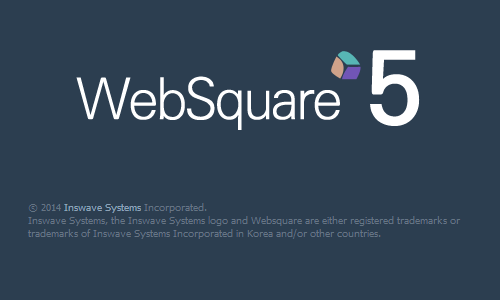 WebSquare 5
© 2014 Inswave Systems Incorporated.
Inswave Systems, the Inswave Systems logo and Websquare are either registered trademarks or
trademarks of Inswave Systems Incorporated in Korea and/or other countries.